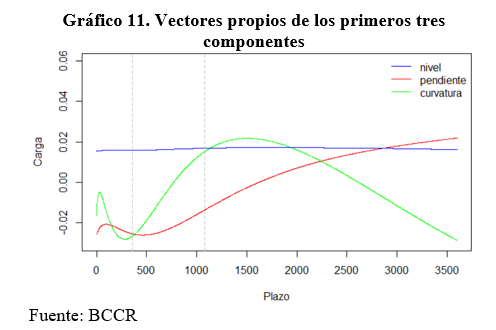 Gráfico 11. Vectores propios de los primeros tres
componentes
nivel
pendiente
curvatura
Carga
0.06
0.04
0.02
0.00
-0.02
0 500 1000 1500 2000 2500 3000 3500
Plazo
Fuente: BCCR